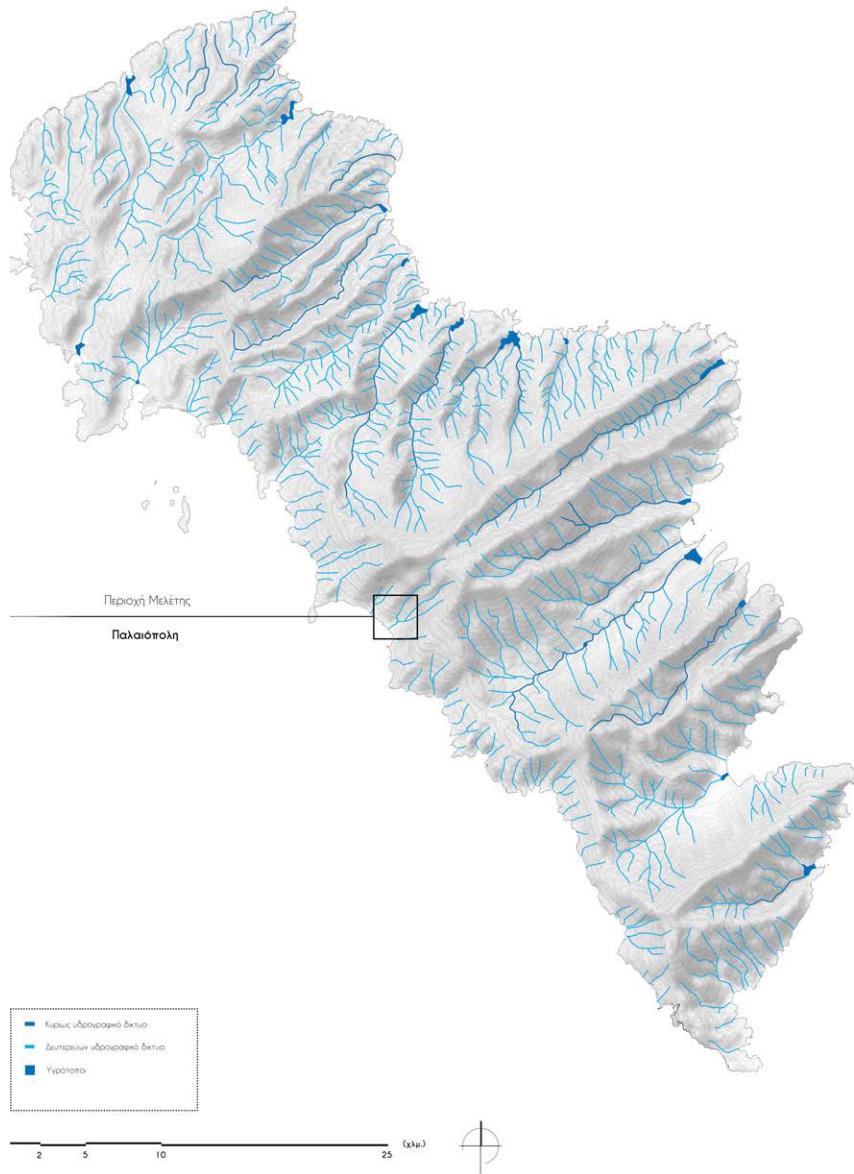 Περιοχή Μελέτης
Παλαιόπολη
Κυρίως υδρογραφικό δίκτυο
Δευτερεύων υδρογραφικό δίκτυο
Υγρότοποι
2 5 10 25 (χλμ.)